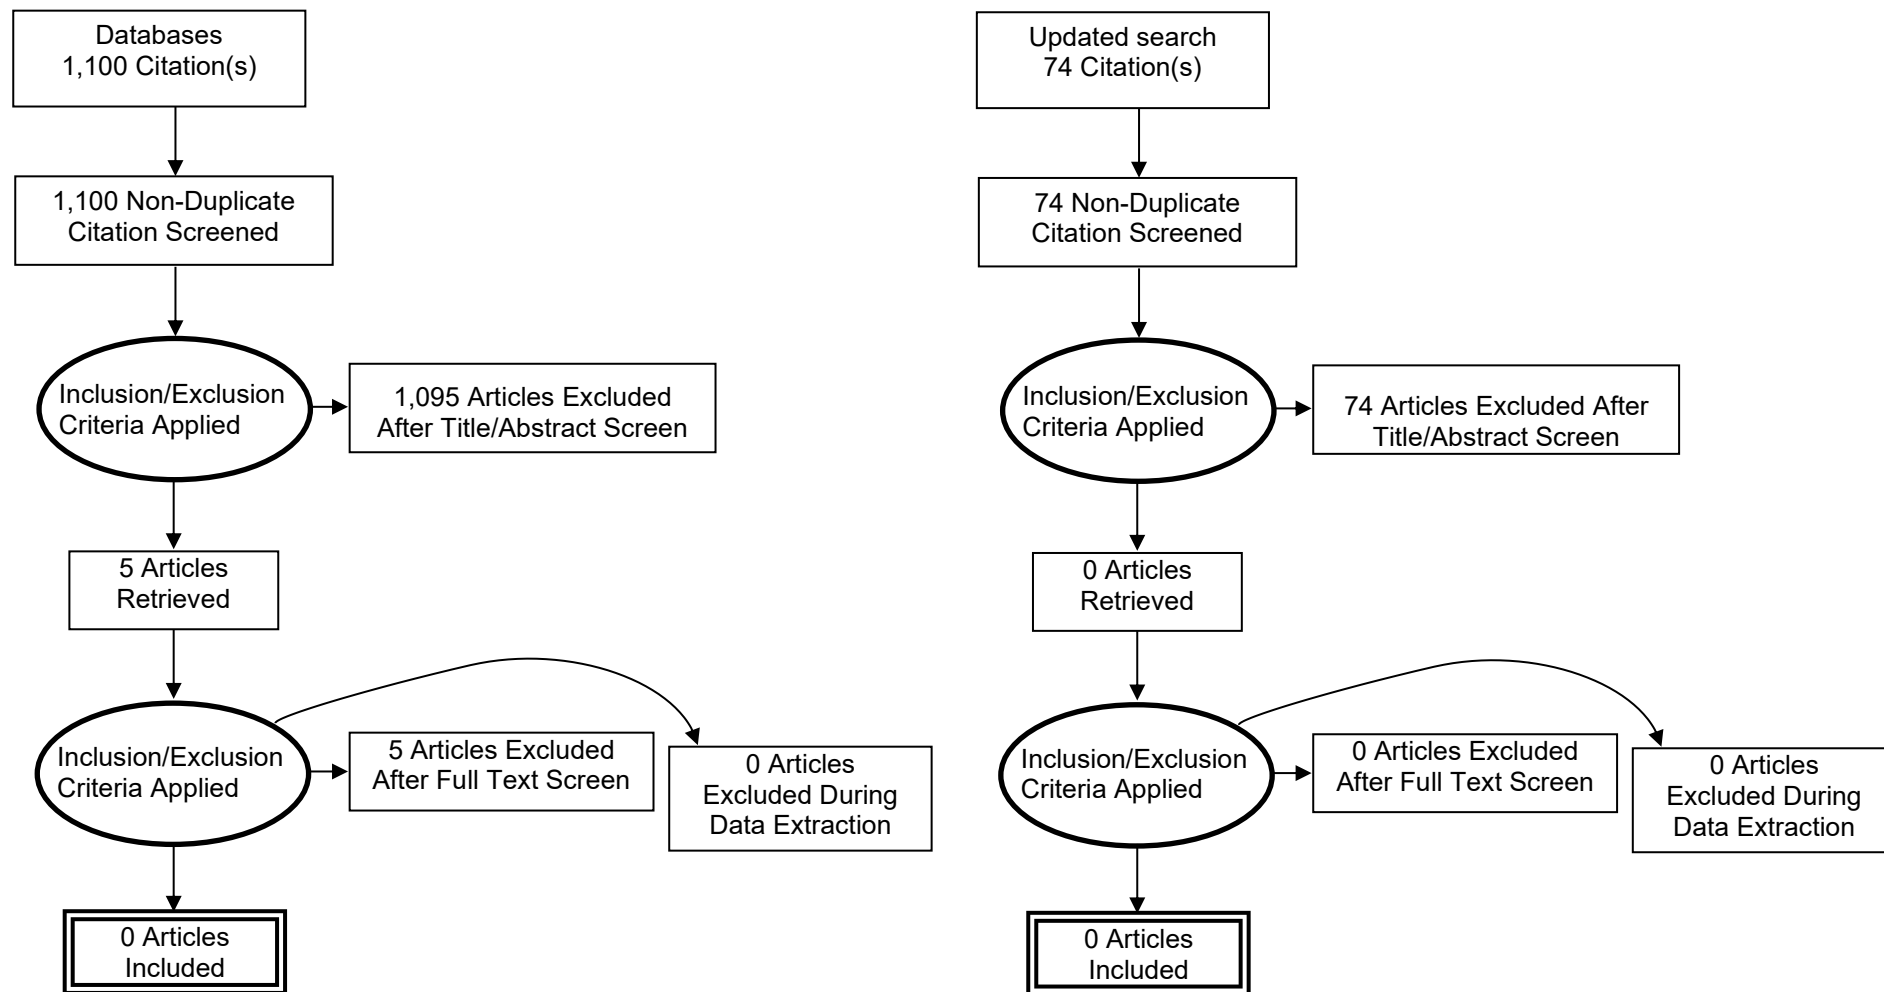 Databases
1,100 Citation(s)
1,100 Non-Duplicate
Citation Screened
Inclusion/Exclusion
Criteria Applied
1,095 Articles Excluded
After Title/Abstract Screen
5 Articles
Retrieved
Inclusion/Exclusion
Criteria Applied
5 Articles Excluded
After Full Text Screen
0 Articles
Excluded During
Data Extraction
0 Articles
Included
Updated search
74 Citation(s)
74 Non-Duplicate
Citation Screened
Inclusion/Exclusion
Criteria Applied
74 Articles Excluded After
Title/Abstract Screen
0 Articles
Retrieved
Inclusion/Exclusion
Criteria Applied
0 Articles Excluded
After Full Text Screen
0 Articles
Excluded During
Data Extraction
0 Articles
Included